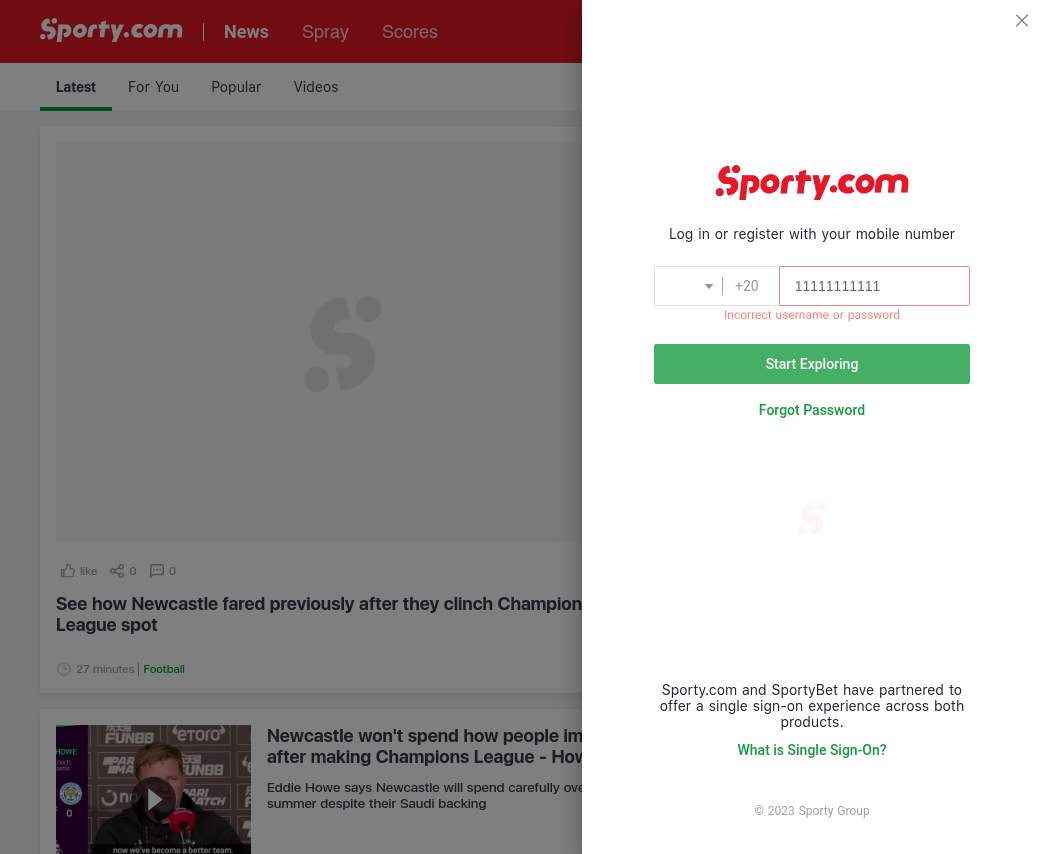 Sporty.com
News
Spray
Scores
Latest
For You
Popular
Videos
like
0
0
See how Newcastle fared previously after they clinch Champion
League spot
27 minutes
Football
HOWE
0
FUN88
etoro
FUN88
now we've become a better team.
Newcastle won't spend how people im
after making Champions League - How
Eddie Howe says Newcastle will spend carefully ove
summer despite their Saudi backing
Sporty.com
Log in or register with your mobile number
+20
11111111111
Incorrect username or password
Start Exploring
Forgot Password
Sporty.com and SportyBet have partnered to
offer a single sign-on experience across both
products.
What is Single Sign-On?
© 2023 Sporty Group